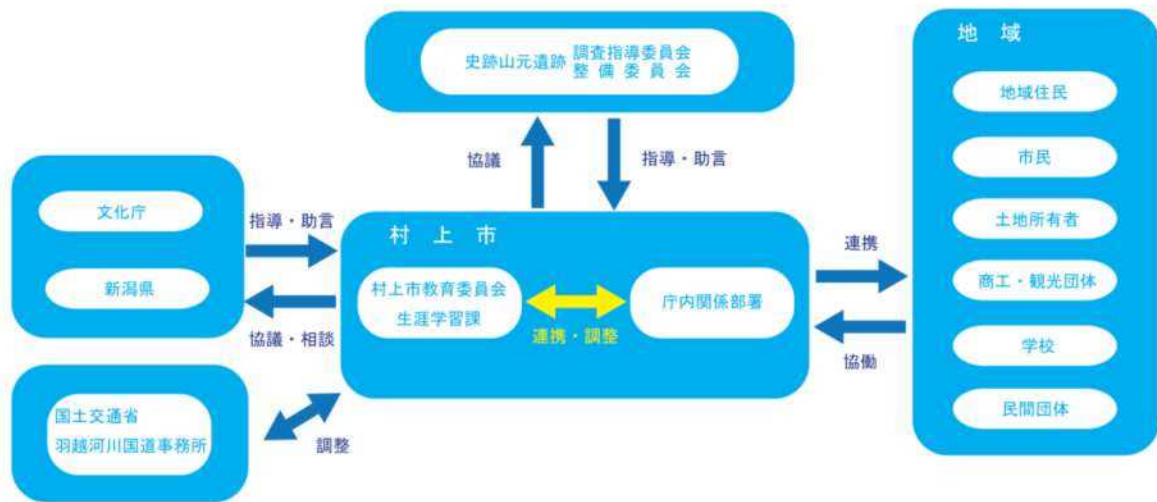 史跡山元遺跡 調査指導委員会
整備委員会
協議
指導・助言
文化庁
新潟県
指導・助言
協議・相談
国土交通省
羽越河川国道事務所
調整
村上市
村上市教育委員会
生涯学習課
連携・調整
庁内関係部署
連携
協働
地域
地域住民
市民
土地所有者
商工・観光団体
学校
民間団体